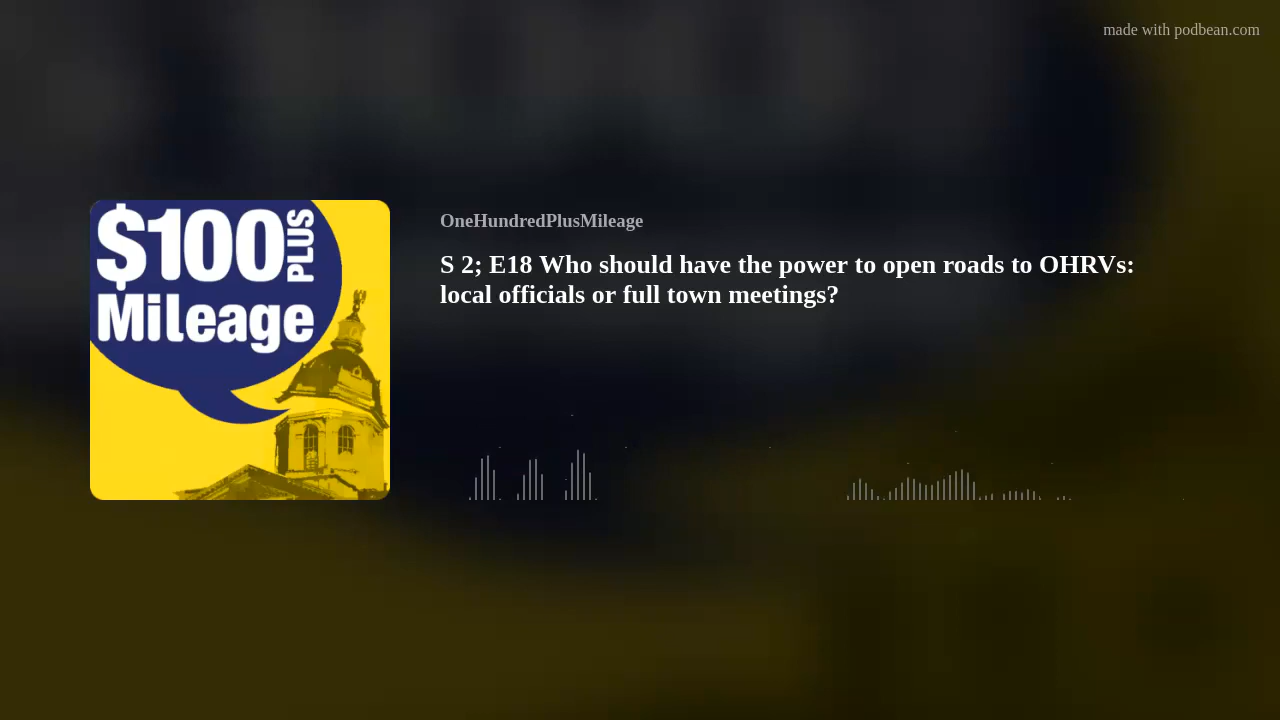 made with podbean.com
$100 PLUS
Mileage
OneHundredPlusMileage
S 2; E18 Who should have the power to open roads to OHRVs:
local officials or full town meetings?